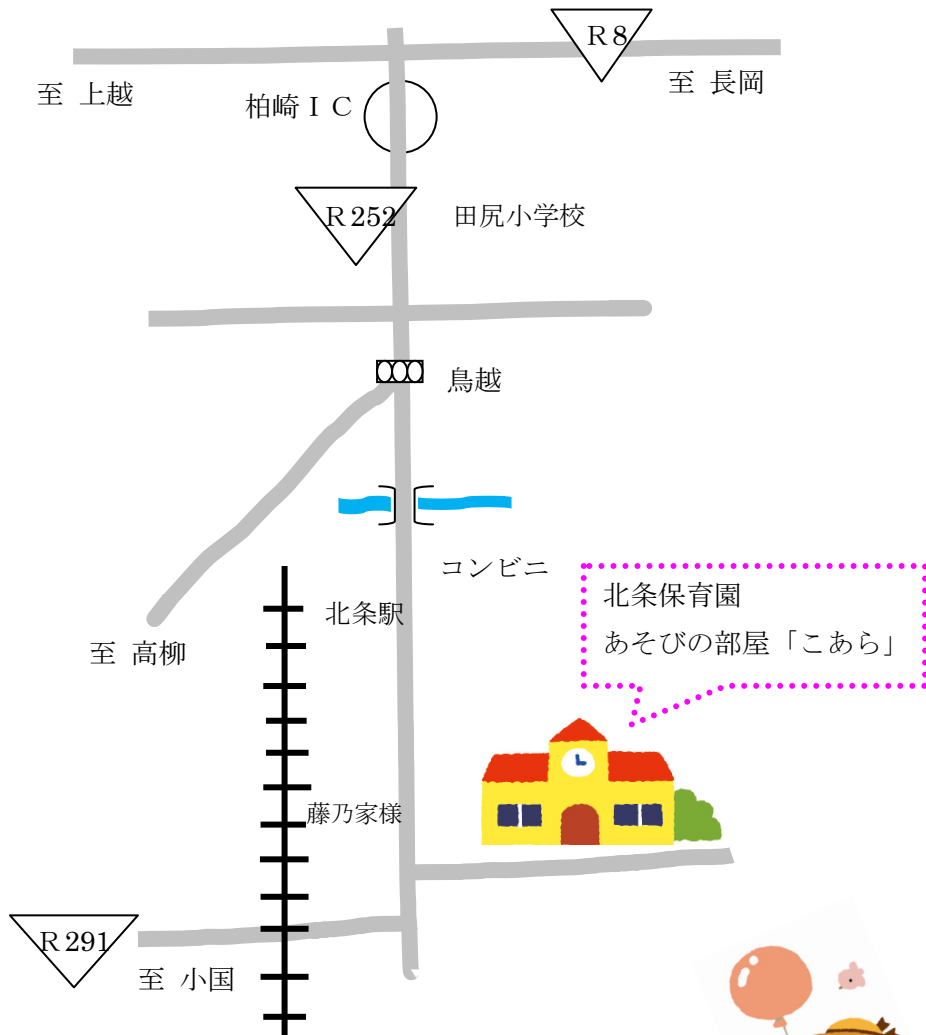 R8
至 上越
至 長岡
柏崎ＩＣ
R252
田尻小学校
鳥越
コンビニ
北条保育園
あそびの部屋「こあら」
北条駅
至 高柳
藤乃家様
R291
至 小国